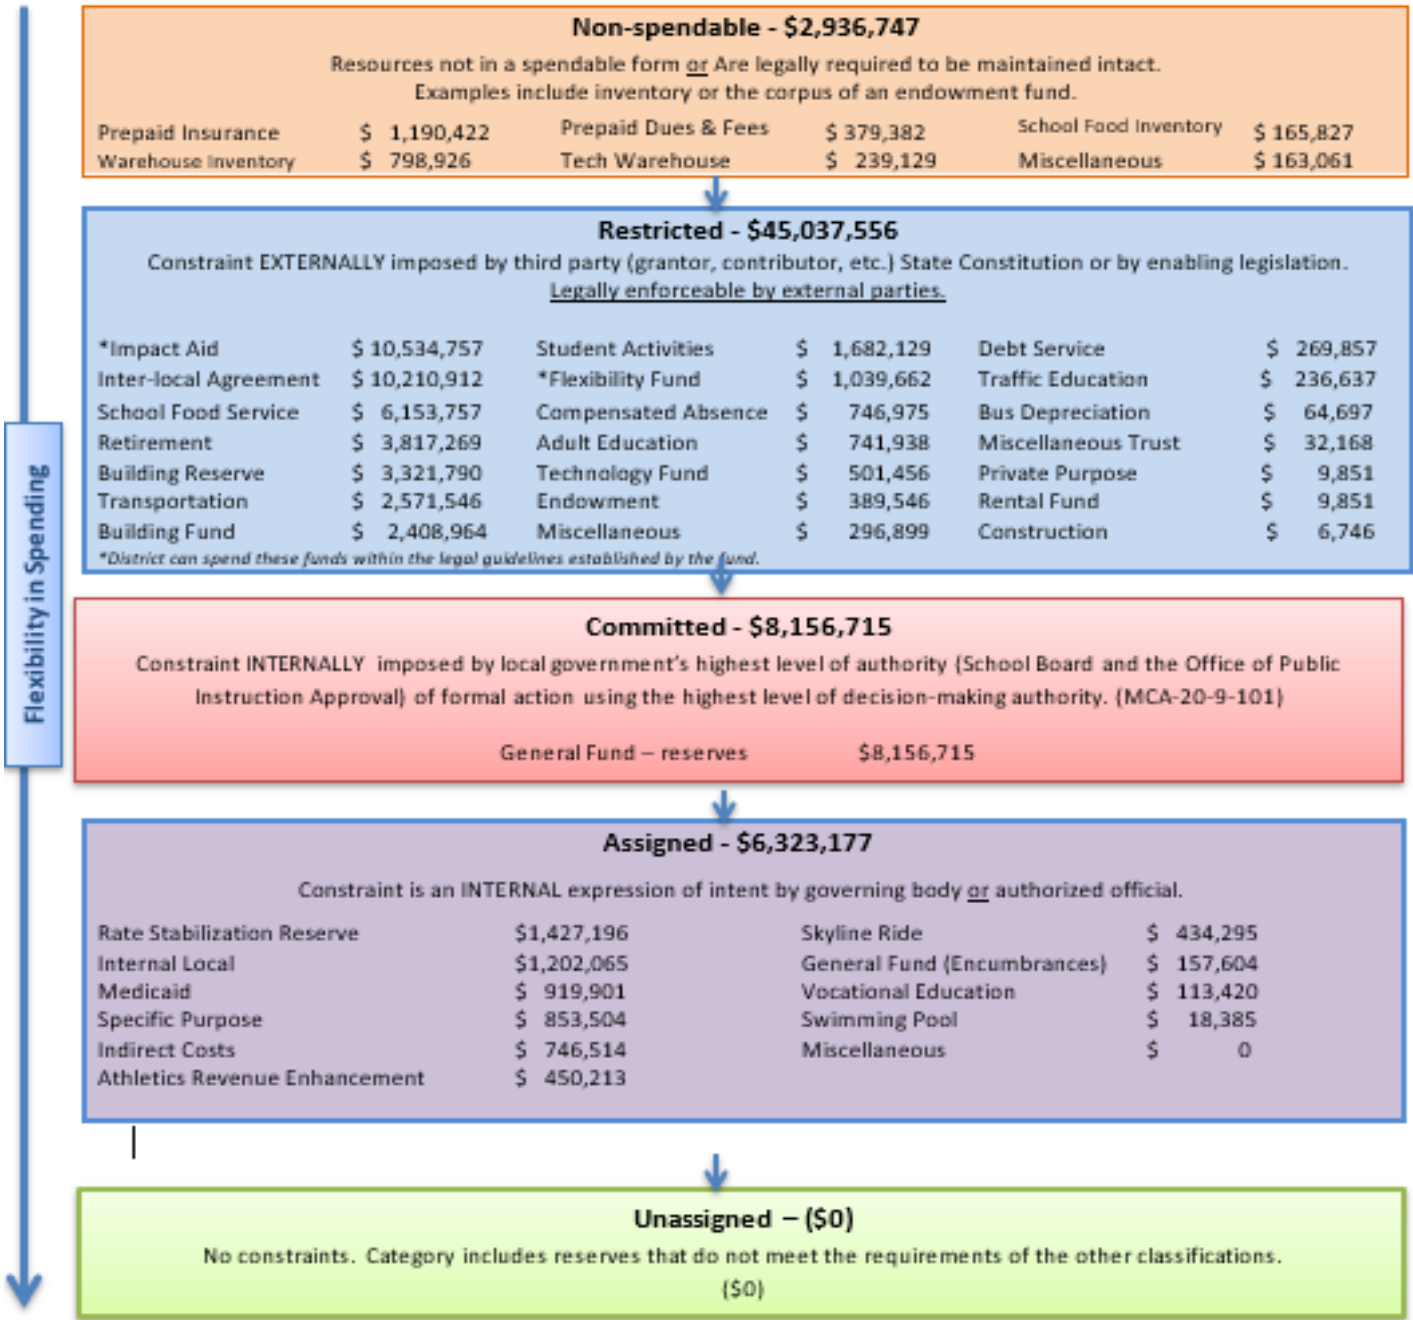 Non-spendable - $2,936,747
Resources not in a spendable form or Are legally required to be maintained intact.
Examples include inventory or the corpus of an endowment fund.
Prepaid Insurance $ 1,190,422 Prepaid Dues & Fees $ 379,382 School Food Inventory $ 165,827
Warehouse Inventory $ 798,926 Tech Warehouse $ 239,129 Miscellaneous $ 163,061
Restricted - $45,037,556
Constraint EXTERNALLY imposed by third party (grantor, contributor, etc.) State Constitution or by enabling legislation.
Legally enforceable by external parties.
*Impact Aid $ 10,534,757 Student Activities $ 1,682,129 Debt Service $ 269,857
Inter-local Agreement $ 10,210,912 *Flexibility Fund $ 1,039,662 Traffic Education $ 236,637
School Food Service $ 6,153,757 Compensated Absence $ 746,975 Bus Depreciation $ 64,697
Retirement $ 3,817,269 Adult Education $ 741,938 Miscellaneous Trust $ 32,168
Building Reserve $ 3,321,790 Technology Fund $ 501,456 Private Purpose $ 9,851
Transportation $ 2,571,546 Endowment $ 389,546 Rental Fund $ 9,851
Building Fund $ 2,408,964 Miscellaneous $ 296,899 Construction $ 6,746
*District can spend these funds within the legal guidelines established by the fund.
Flexibility in Spending
Committed - $8,156,715
Constraint INTERNALLY imposed by local government's highest level of authority (School Board and the Office of Public
Instruction Approval) of formal action using the highest level of decision-making authority. (MCA-20-9-101)
General Fund – reserves $8,156,715
Assigned - $6,323,177
Constraint is an INTERNAL expression of intent by governing body or authorized official.
Rate Stabilization Reserve $1,427,196 Skyline Ride $ 434,295
Internal Local $1,202,065 General Fund (Encumbrances) $ 157,604
Medicaid $ 919,901 Vocational Education $ 113,420
Specific Purpose $ 853,504 Swimming Pool $ 18,385
Indirect Costs $ 746,514 Miscellaneous $ 0
Athletics Revenue Enhancement $ 450,213
Unassigned – ($0)
No constraints. Category includes reserves that do not meet the requirements of the other classifications.
($0)